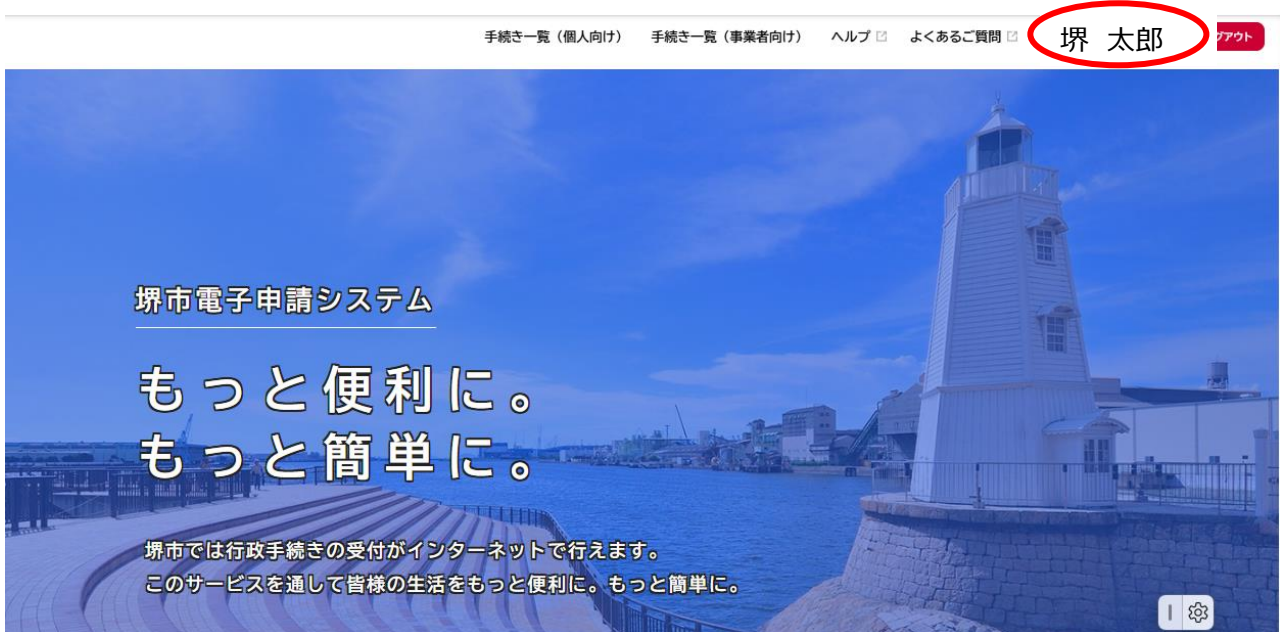 手続き一覧（個人向け） 手続き一覧（事業者向け） ヘルプ よくあるご質問 堺 太郎
堺市電子申請システム
もっと便利に。
もっと簡単に。
堺市では行政手続きの受付がインターネットで行えます。
このサービスを通して皆様の生活をもっと便利に。もっと簡単に。